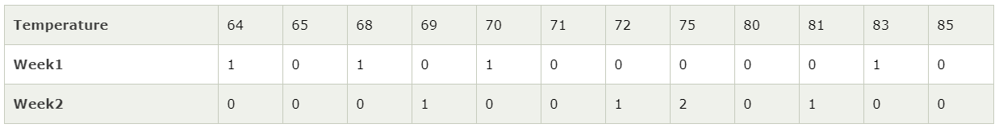 Temperature 64 65 68 69 70 71 72 75 80 81 83 85
Week1 1 0 1 0 1 0 0 0 0 0 1 0
Week2 0 0 0 1 0 0 1 2 0 1 0 0